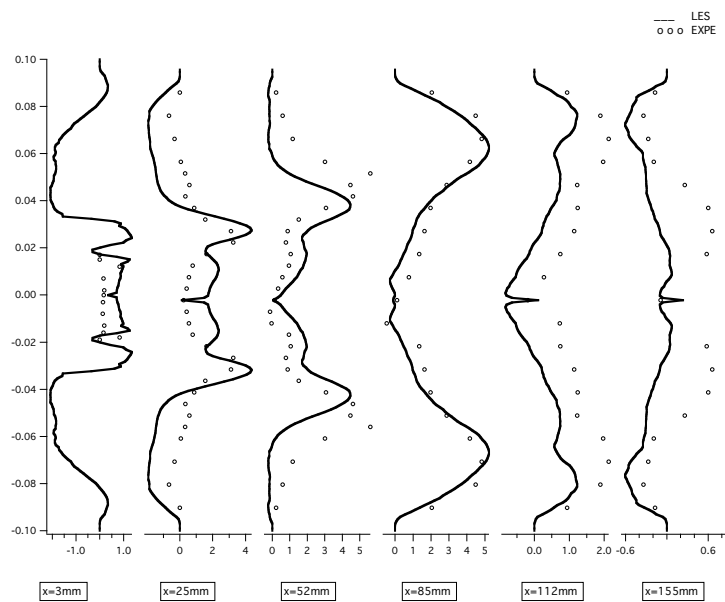 ___ LES
o o o EXPE
0.10
0.08
0.06
0.04
0.02
0.00
-0.02
-0.04
-0.06
-0.08
-0.10
-1.0 1.0 0 2 4 0 1 2 3 4 5 0 1 2 3 4 5 0.0 1.0 2.0 -0.6 0.6
x=3mm x=25mm x=52mm x=85mm x=112mm x=155mm